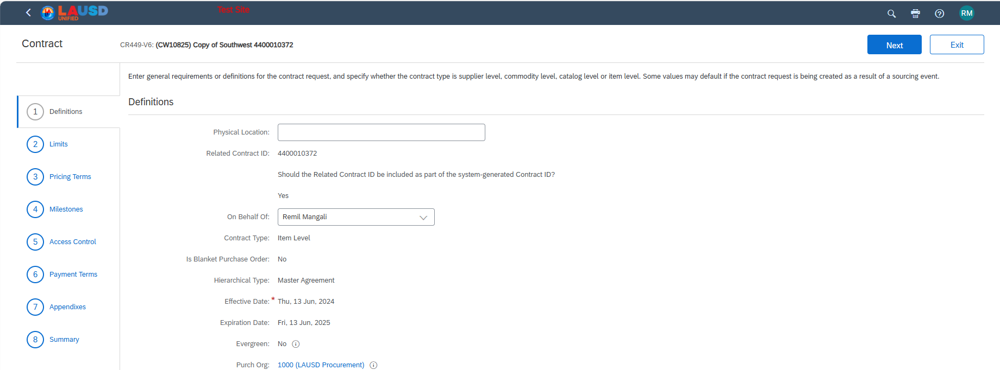 LAUSD
UNIFIED
Test Site
RM
Contract
CR449-V6: (CW10825) Copy of Southwest 4400010372
Next
Exit
Enter general requirements or definitions for the contract request, and specify whether the contract type is supplier level, commodity level, catalog level or item level. Some values may default if the contract request is being created as a result of a sourcing event.
1 Definitions
2 Limits
3 Pricing Terms
4 Milestones
5 Access Control
6 Payment Terms
7 Appendixes
8 Summary
Definitions
Physical Location:
Related Contract ID: 4400010372
Should the Related Contract ID be included as part of the system-generated Contract ID?
Yes
On Behalf Of: Remil Mangali
Contract Type: Item Level
Is Blanket Purchase Order: No
Hierarchical Type: Master Agreement
Effective Date: * Thu, 13 Jun, 2024
Expiration Date: Fri, 13 Jun, 2025
Evergreen: No
Purch Org: 1000 (LAUSD Procurement)